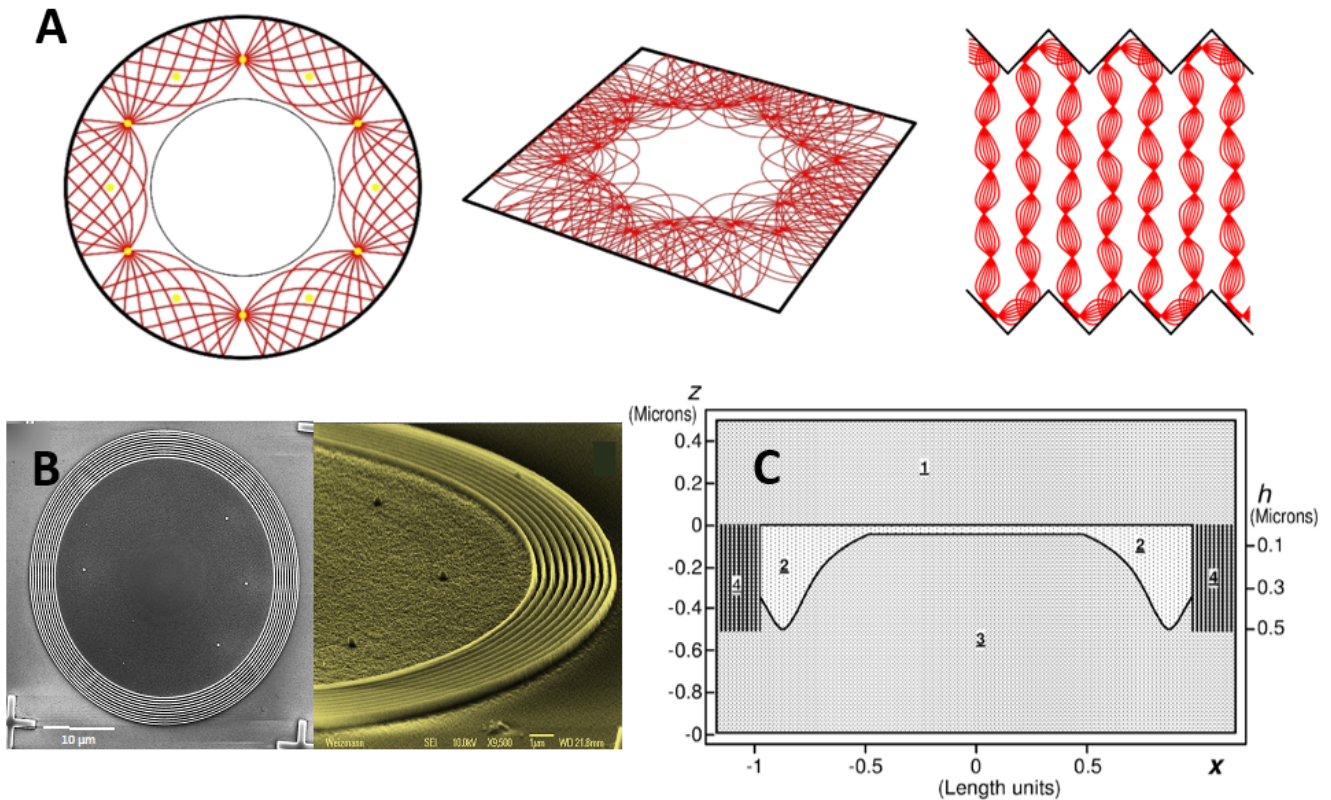 A
B
10 μm
Weizmann SEI 10.0kV X9,500 1μm WD 21.8mm
C
z
(Microns)
0.4
0.2
0
-0.2
-0.4
-0.6
-0.8
-0
h
(Microns)
0.1
0.3
0.5
1
2
2
4
4
3
-1
-0.5
0
0.5
x
(Length units)